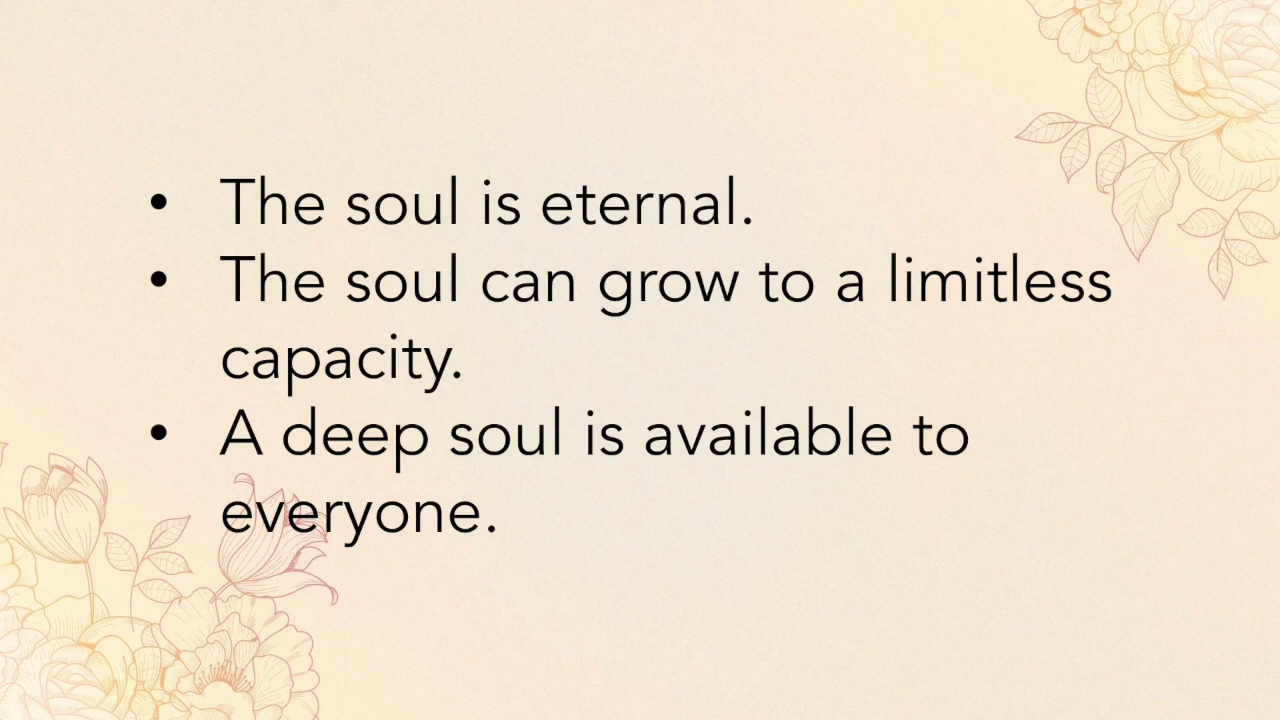 • The soul is eternal.
• The soul can grow to a limitless
capacity.
• A deep soul is available to
everyone.